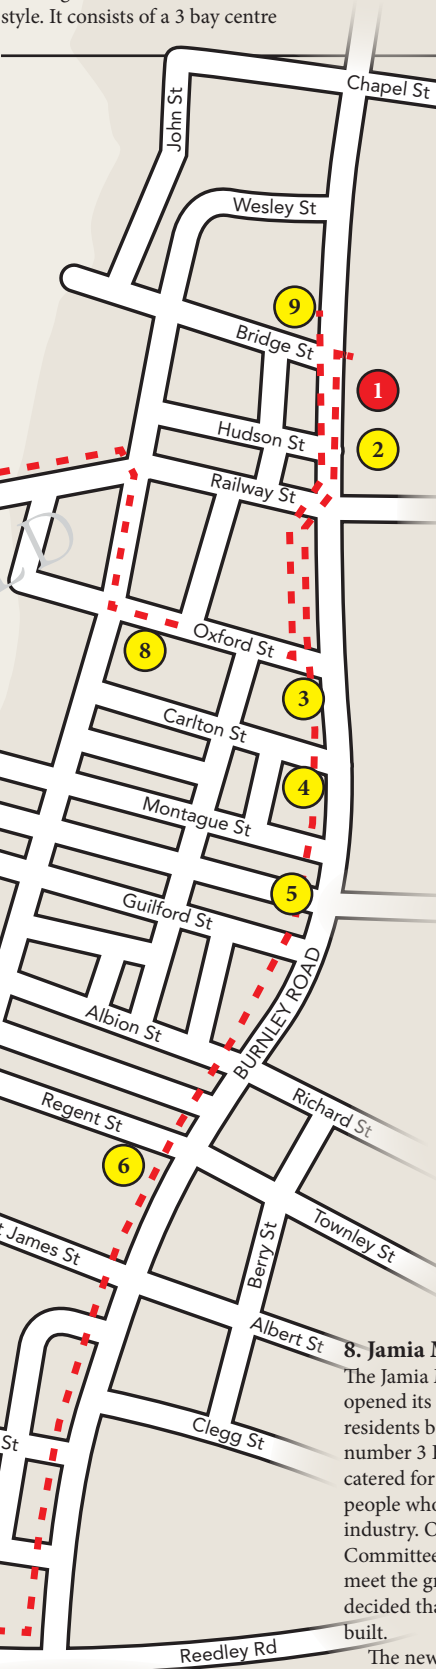 style. It consists of a 3 bay centre
Chapel St
John St
Wesley St
9
Bridge St
1
Hudson St
2
Railway St
LD
Oxford St
8
3
Carlton St
4
Montague St
5
Guilford St
BURNLEY ROAD
Albion St
Richard St
Regent St
6
Townley St
Berry St
t James St
Albert St
8. Jamia M
The Jamia
opened its
residents b
Clegg St
St
number 3
catered for
people who
industry. O
Committee
meet the gr
decided tha
built.
Reedley Rd
The new